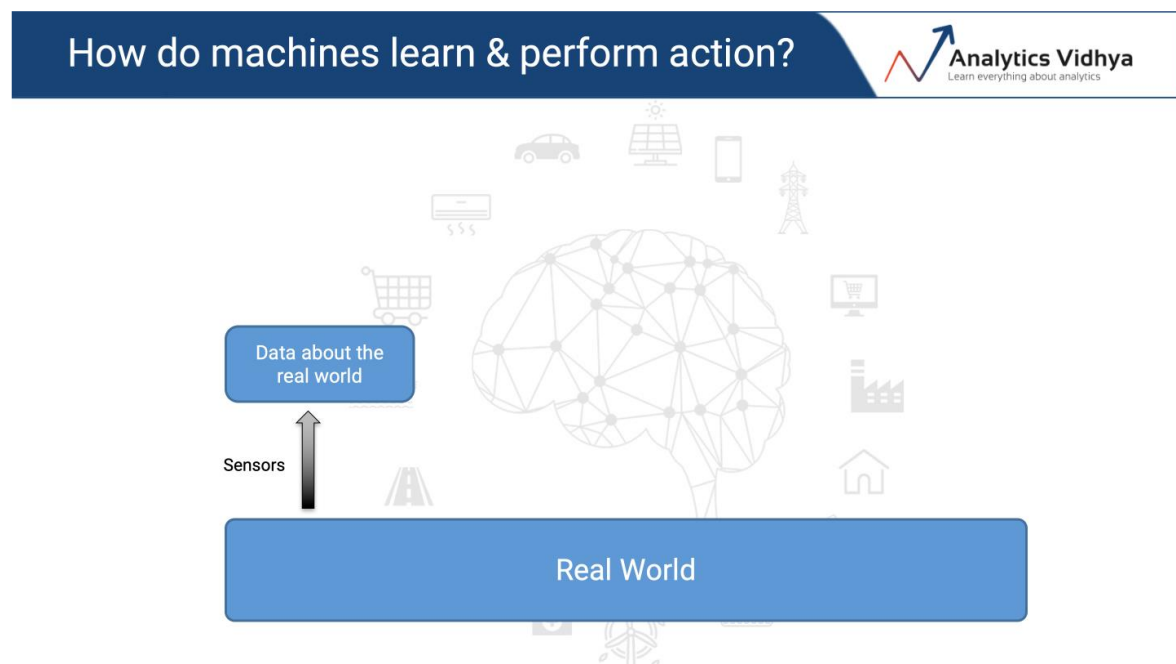 How do machines learn & perform action?
Analytics Vidhya
Learn everything about analytics
Data about the
real world
Sensors
Real World